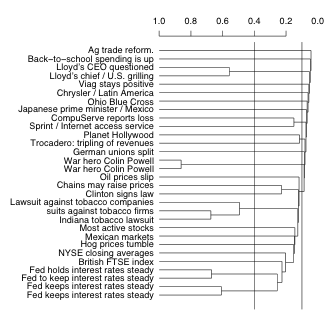 1.0 0.8 0.6 0.4 0.2 0.0
Ag trade reform.
Back–to–school spending is up
Lloyd's CEO questioned
Lloyd's chief / U.S. grilling
Viag stays positive
Chrysler / Latin America
Ohio Blue Cross
Japanese prime minister / Mexico
CompuServe reports loss
Sprint / Internet access service
Planet Hollywood
Trocadero: tripling of revenues
German unions split
War hero Colin Powell
War hero Colin Powell
Oil prices slip
Chains may raise prices
Clinton signs law
Lawsuit against tobacco companies
suits against tobacco firms
Indiana tobacco lawsuit
Most active stocks
Mexican markets
Hog prices tumble
NYSE closing averages
British FTSE index
Fed holds interest rates steady
Fed to keep interest rates steady
Fed keeps interest rates steady
Fed keeps interest rates steady